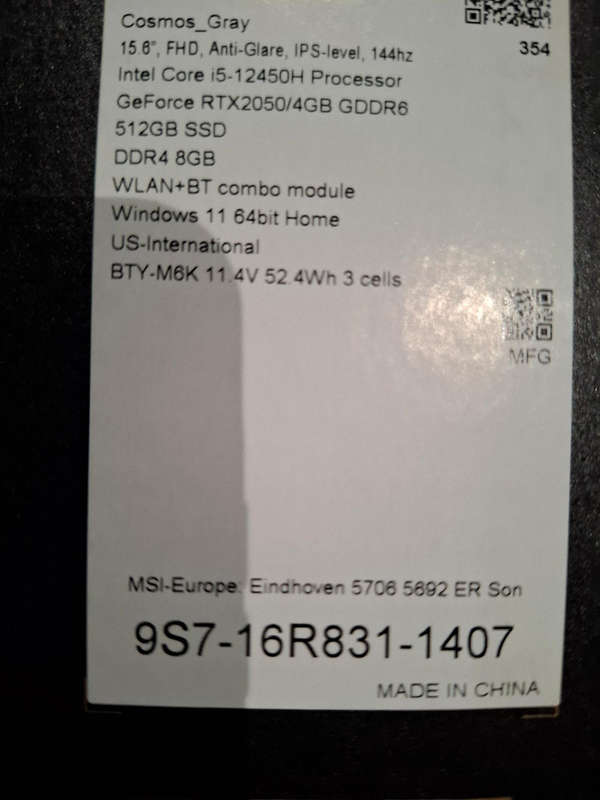 Cosmos_Gray
15.6", FHD, Anti-Glare, IPS-level, 144hz
354
Intel Core i5-12450H Processor
GeForce RTX2050/4GB GDDR6
512GB SSD
DDR4 8GB
WLAN+BT combo module
Windows 11 64bit Home
US-International
BTY-M6K 11.4V 52.4Wh 3 cells
MFG
MSI-Europe: Eindhoven 5706 5692 ER Son
9S7-16R831-1407
MADE IN CHINA